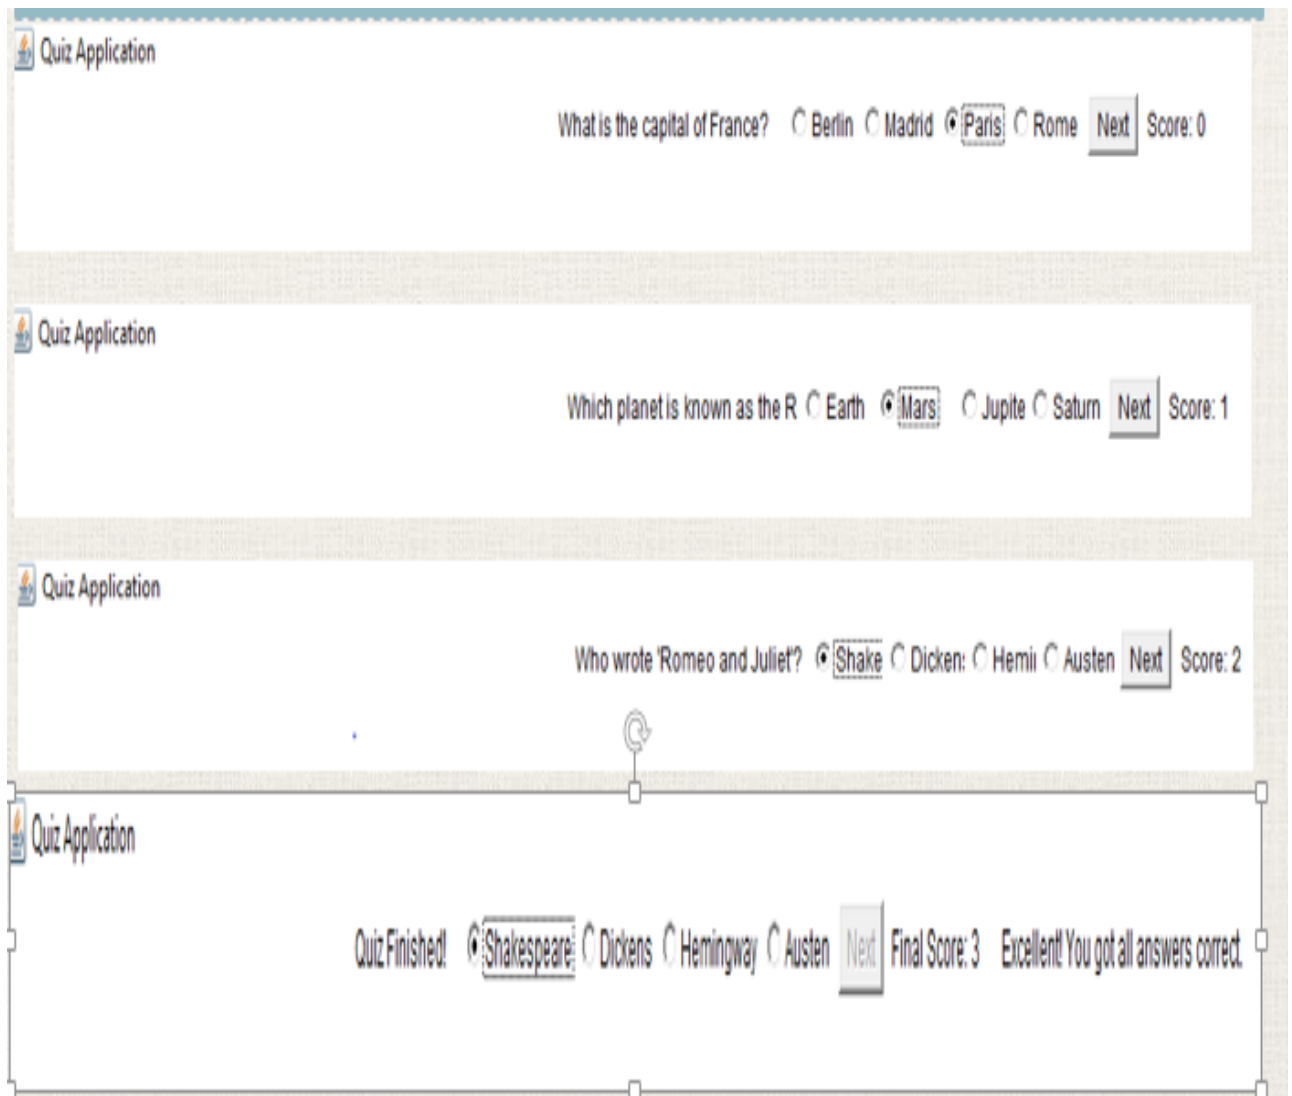 Quiz Application
What is the capital of France? Berlin Madrid Paris Rome Next Score: 0
Quiz Application
Which planet is known as the R Earth Mars Jupite Saturn Next Score: 1
Quiz Application
Who wrote 'Romeo and Juliet'? Shake Dicken Hemi Austen Next Score: 2
Quiz Application
Quiz Finished! Shakespeare Dickens Hemingway Austen Next Final Score: 3 Excellent! You got all answers correct.